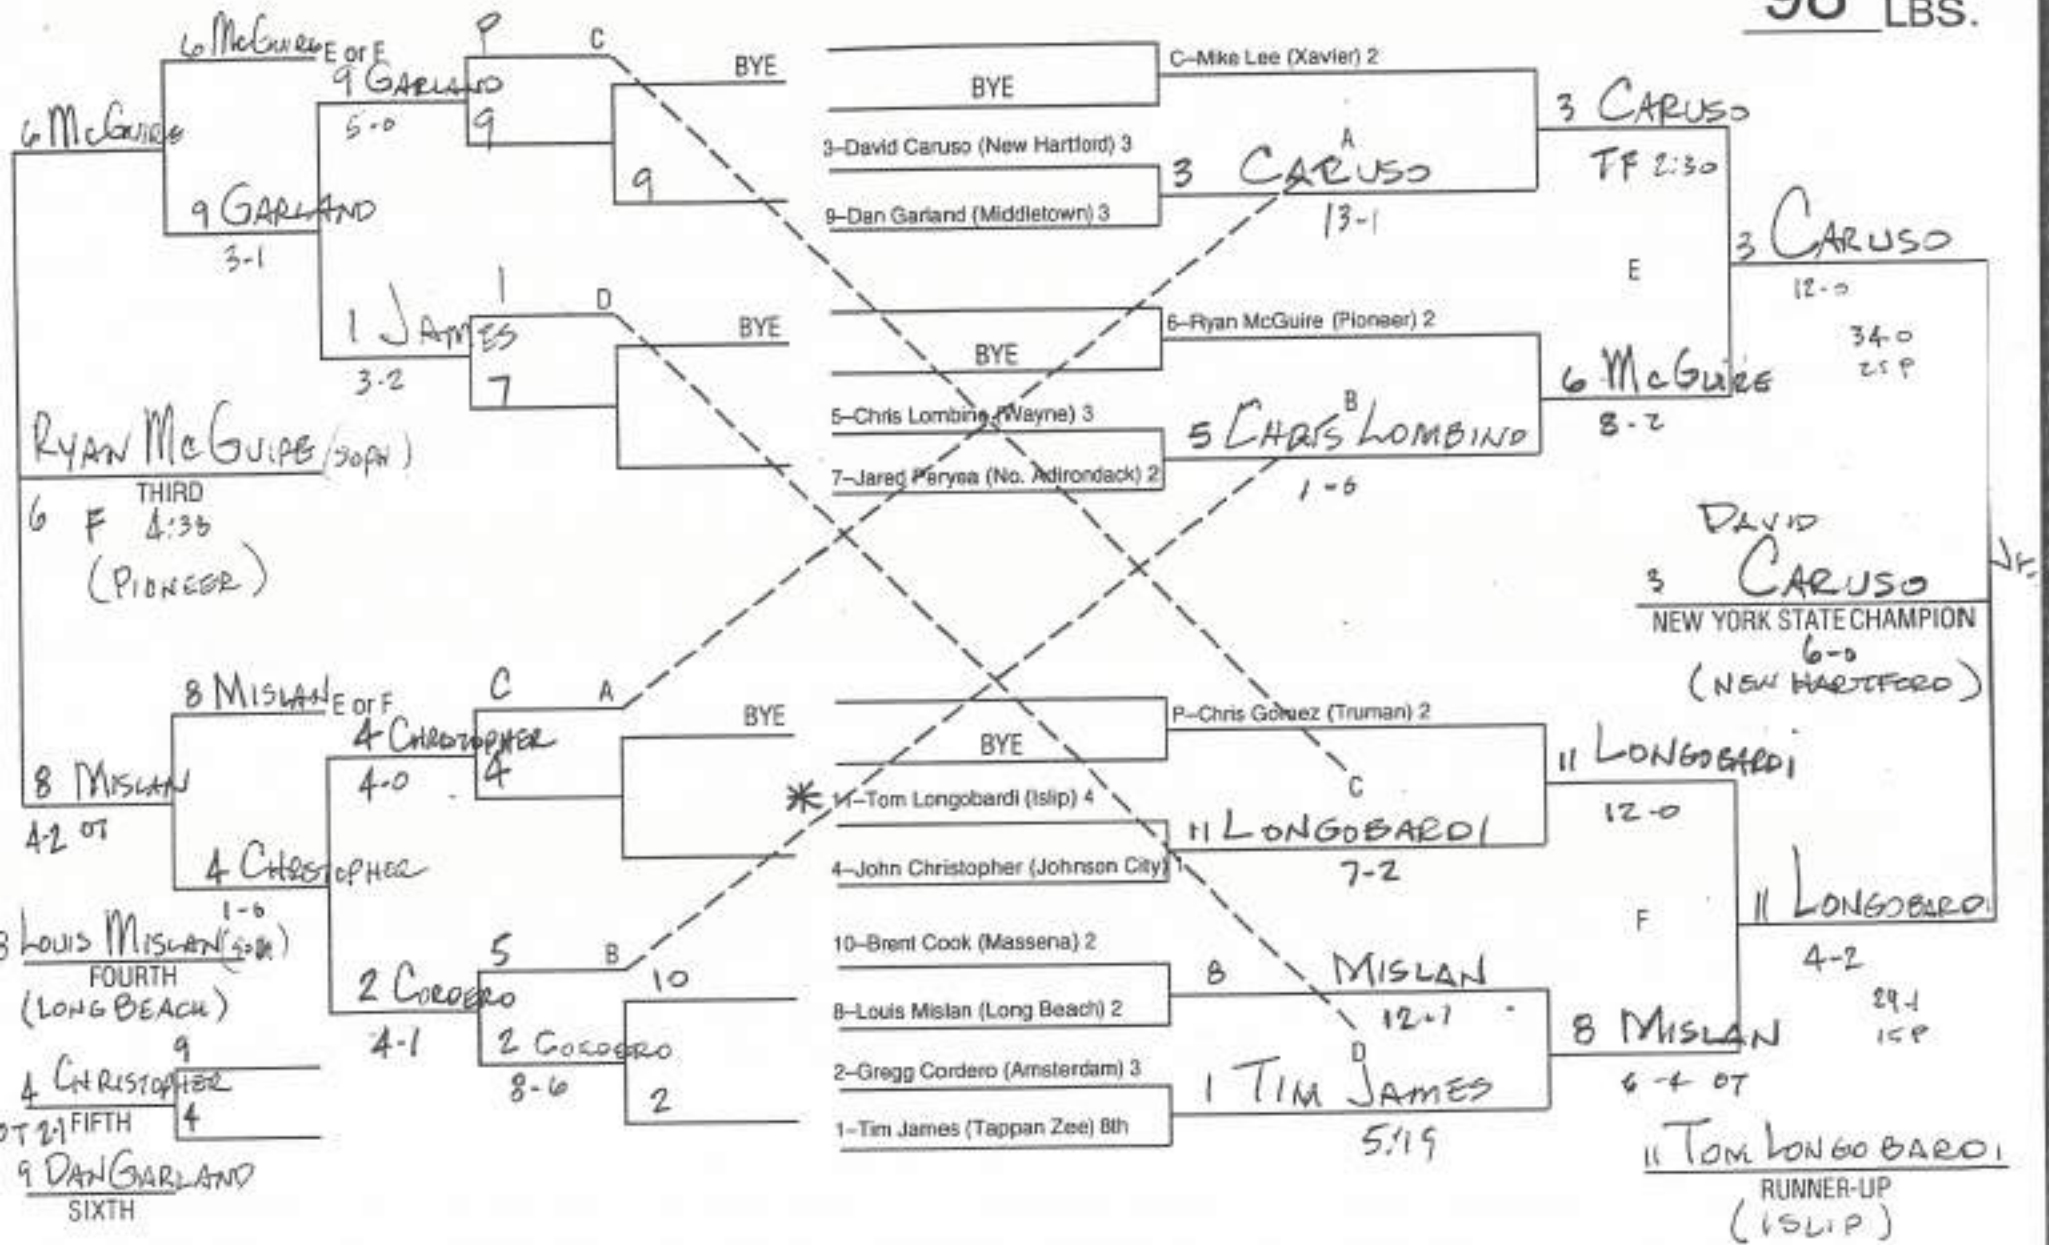 98 LBS.
6 McGuire E or F
6 McGuire
9 GARLAND
5-0
P
C
9
BYE
9
9 GARLAND
3-1
1 JAMES
3-2
1
D
7
BYE
RYAN McGUIRE (SOPH)
THIRD
6 F 4:38
(PIONEER)
8 MISLAN E or F
8 MISLAN
4-2 OT
4 CHRISTOPHER
4-0
C
A
4
BYE
4 CHRISTOPHER
1-0
2 CORDERO
4-1
5
B
2 CORDERO
8-6
10
2
LOUIS MISLAN (SOPH)
FOURTH
(LONG BEACH)
9
4 CHRISTOPHER
4
OT 2-1 FIFTH
9 DAN GARLAND
SIXTH
BYE
C-Mike Lee (Xavier) 2
3-David Caruso (New Hartford) 3
9-Dan Garland (Middletown) 3
A
3 CARUSO
13-1
BYE
6-Ryan McGuire (Pioneer) 2
5-Chris Lombino (Wayne) 3
7-Jared Peryea (No. Adirondack) 2
B
5 CHRIS LOMBINO
1-0
BYE
P-Chris Gomez (Truman) 2
* 11-Tom Longobardi (Islip) 4
4-John Christopher (Johnson City) 1
C
11 LONGOBARDI
7-2
10-Brent Cook (Massena) 2
8-Louis Mislan (Long Beach) 2
8 MISLAN
12-7
2-Gregg Cordero (Amsterdam) 3
1-Tim James (Tappan Zee) 8th
D
1 TIM JAMES
5:19
3 CARUSO
TF 2:30
E
6 McGUIRE
8-2
3 CARUSO
12-0
34-0
25 P
DAVID
3 CARUSO
Jr.
NEW YORK STATE CHAMPION
6-0
(NEW HARTFORD)
11 LONGOBARDI
12-0
F
8 MISLAN
6-4 OT
11 LONGOBARDI
4-2
29-1
15 P
11 TOM LONGOBARDI
RUNNER-UP
(ISLIP)